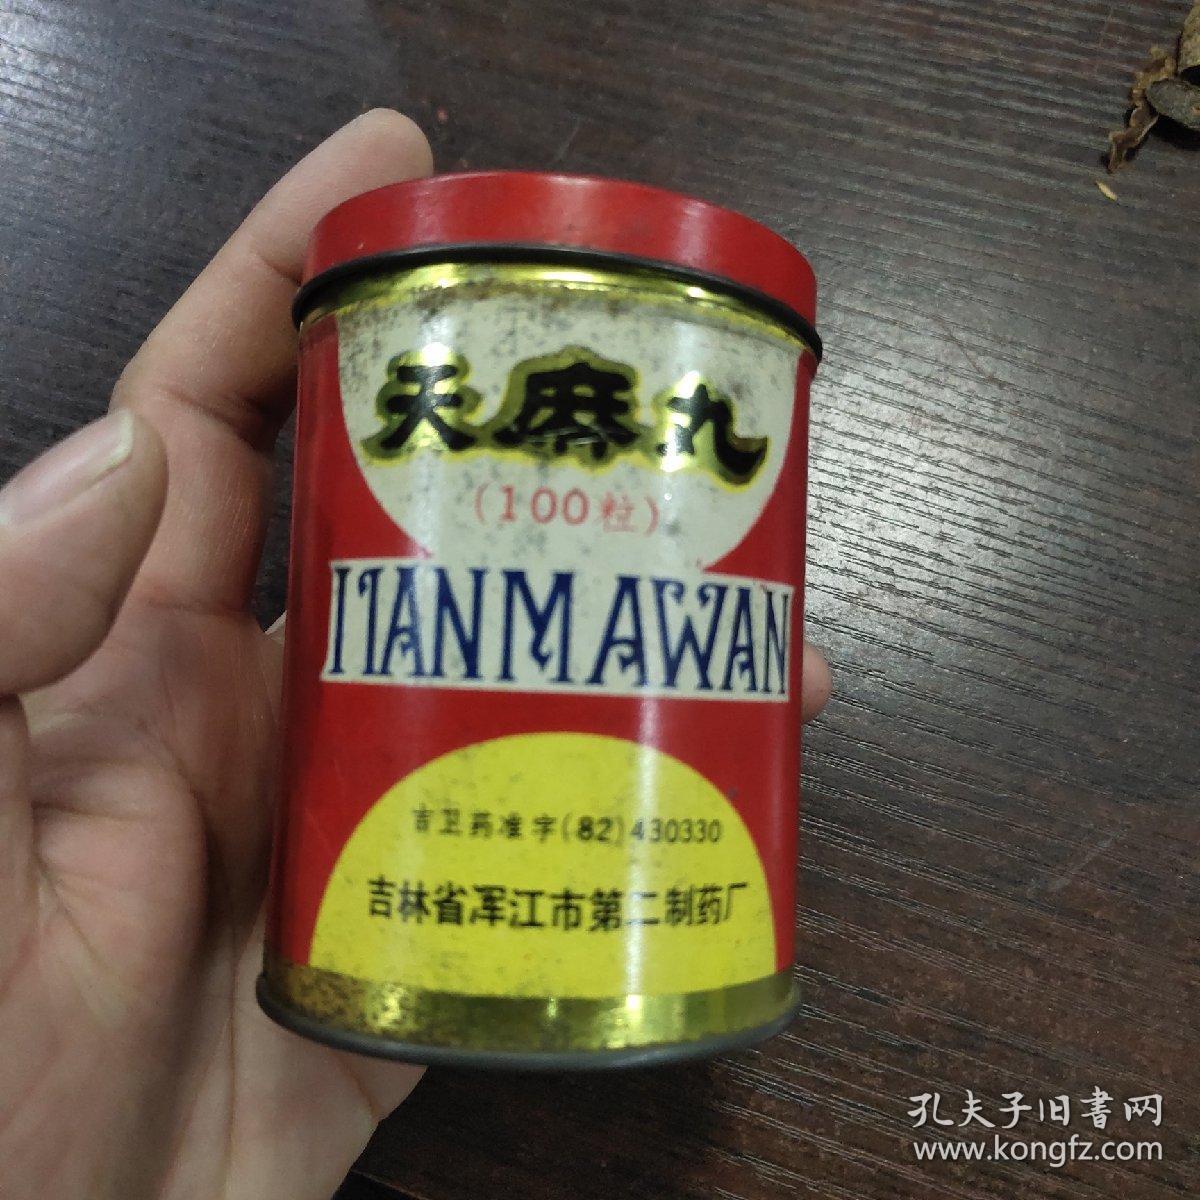 天麻丸
(100粒)
TIANMAWAN
吉卫药准字(82)430330
吉林省浑江市第二制药厂
孔夫子旧書网
www.kongfz.com